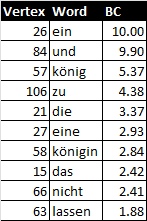 Vertex Word BC
26 ein 10.00
84 und 9.90
57 könig 5.37
106 zu 4.38
21 die 3.37
27 eine 2.93
58 königin 2.84
15 das 2.42
66 nicht 2.41
63 lassen 1.88